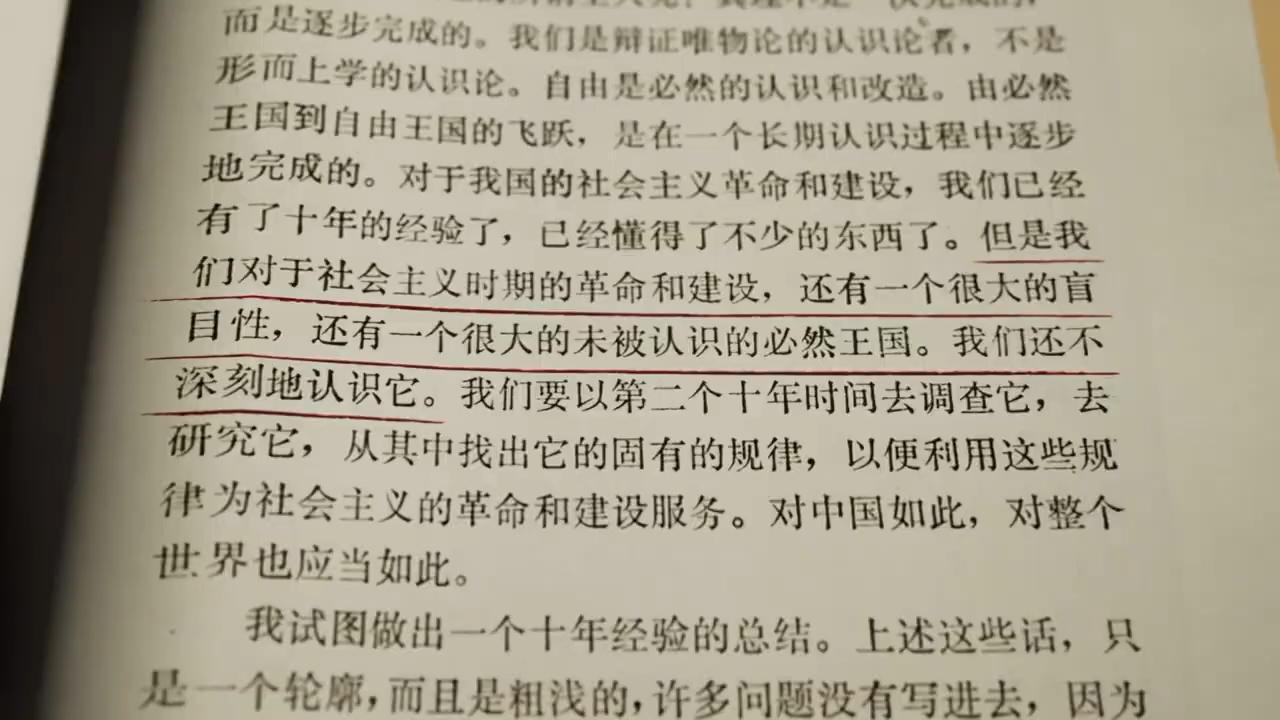 而是逐步完成的。我们是辩证唯物论的认识论者，不是
形而上学的认识论。自由是必然的认识和改造。由必然
王国到自由王国的飞跃，是在一个长期认识过程中逐步
地完成的。对于我国的社会主义革命和建设，我们已经
有了十年的经验了，已经懂得了不少的东西了。但是我
们对于社会主义时期的革命和建设，还有一个很大的盲
目性，还有一个很大的未被认识的必然王国。我们还不
深刻地认识它。我们要以第二个十年时间去调查它，去
研究它，从其中找出它的固有的规律，以便利用这些规
律为社会主义的革命和建设服务。对中国如此，对整个
世界也应当如此。
我试图做出一个十年经验的总结。上述这些话，只
是一个轮廓，而且是粗浅的，许多问题没有写进去，因为